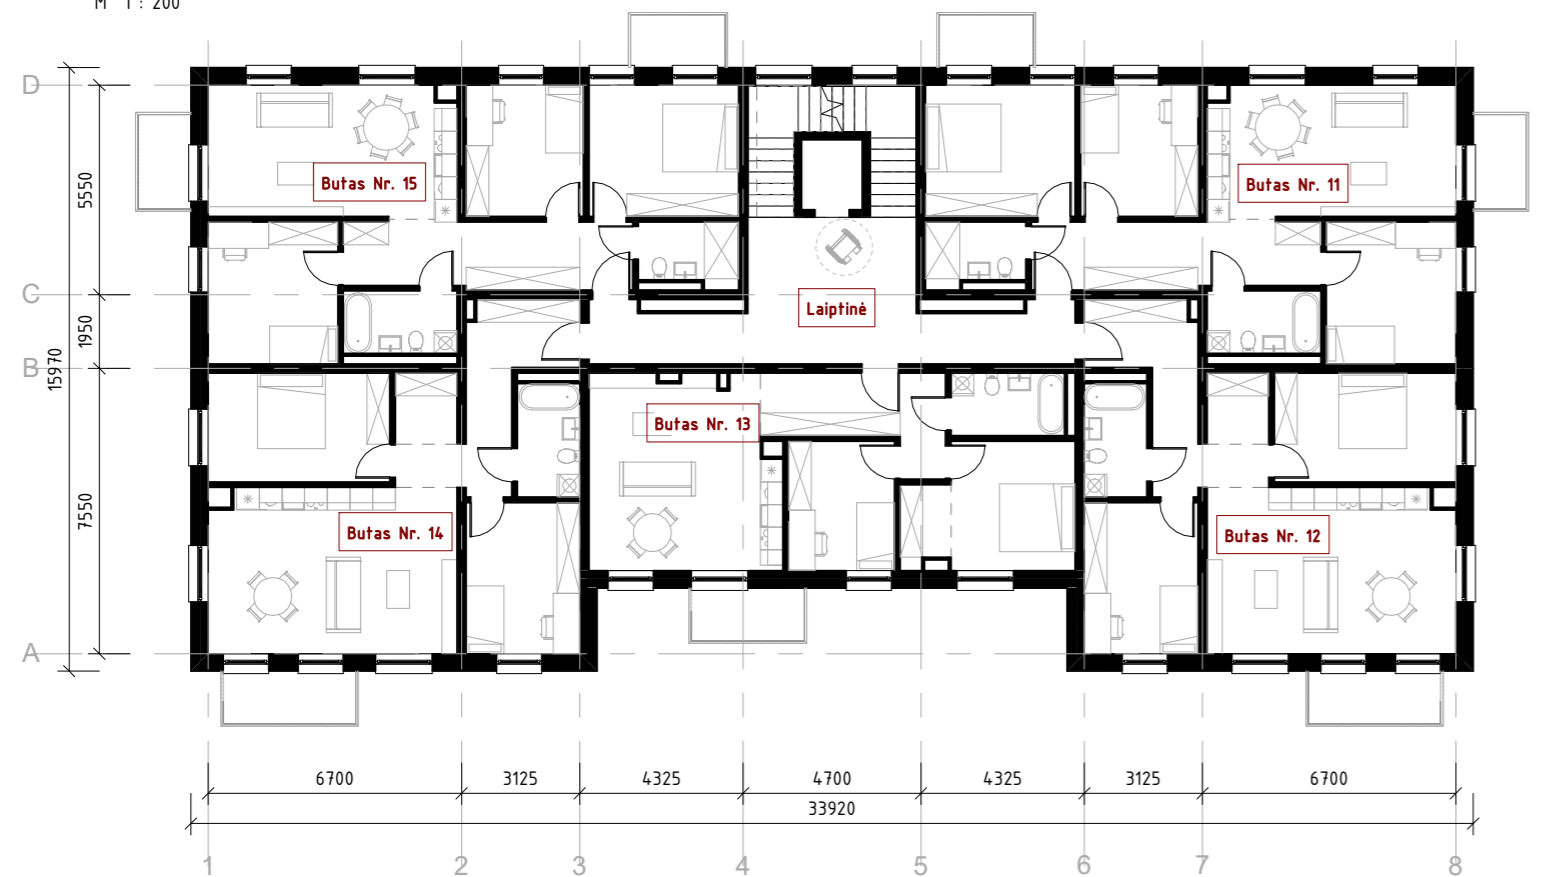 M 1 : 200
D
Butas Nr. 15
Butas Nr. 11
5550
C
Laiptinė
1950
15970
B
Butas Nr. 13
7550
Butas Nr. 14
Butas Nr. 12
A
6700 3125 4325 4700 4325 3125 6700
33920
1 2 3 4 5 6 7 8